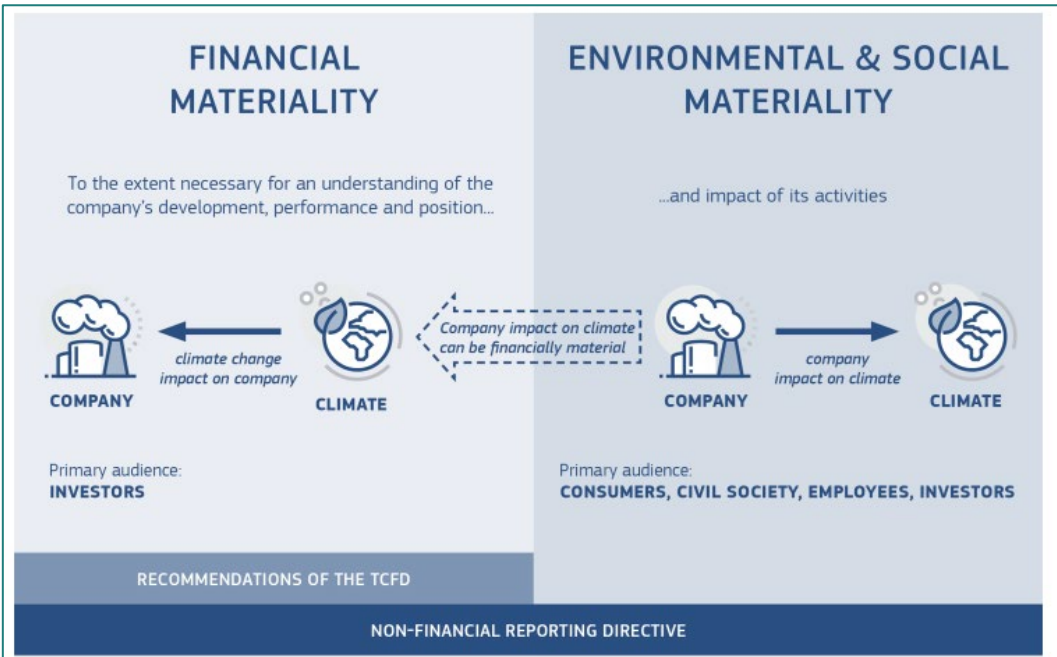 FINANCIAL
MATERIALITY
To the extent necessary for an understanding of the
company's development, performance and position...
climate change
impact on company
COMPANY
CLIMATE
Primary audience:
INVESTORS
RECOMMENDATIONS OF THE TCFD
Company impact on climate
can be financially material
ENVIRONMENTAL & SOCIAL
MATERIALITY
...and impact of its activities
company
impact on climate
COMPANY
CLIMATE
Primary audience:
CONSUMERS, CIVIL SOCIETY, EMPLOYEES, INVESTORS
NON-FINANCIAL REPORTING DIRECTIVE